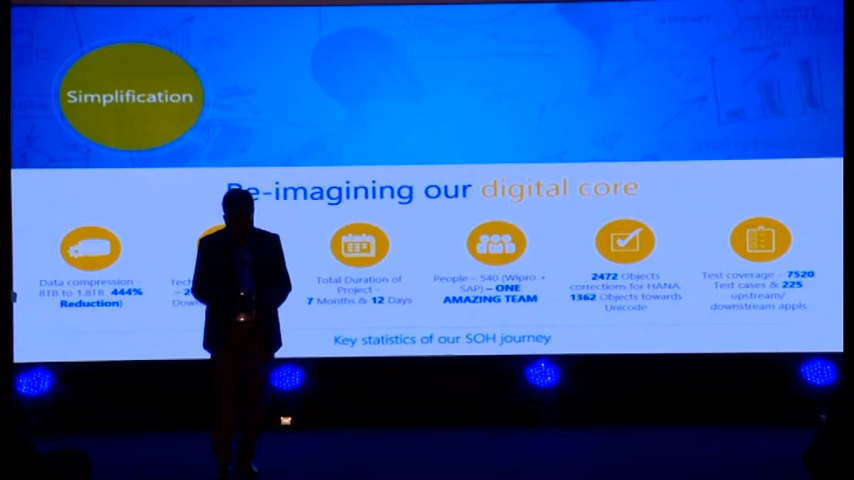 Simplification
Re-imagining our digital core
Data compression –
8TB to 1.8TB 444%
Reduction)
Total Duration of
Project -
7 Months & 12 Days
People – 540 (Wipro +
SAP) – ONE
AMAZING TEAM
2472 Objects
corrections for HANA.
1362 Objects towards
Unicode
Test coverage – 7520
Test cases & 225
upstream/
downstream appls.
Key statistics of our SOH journey